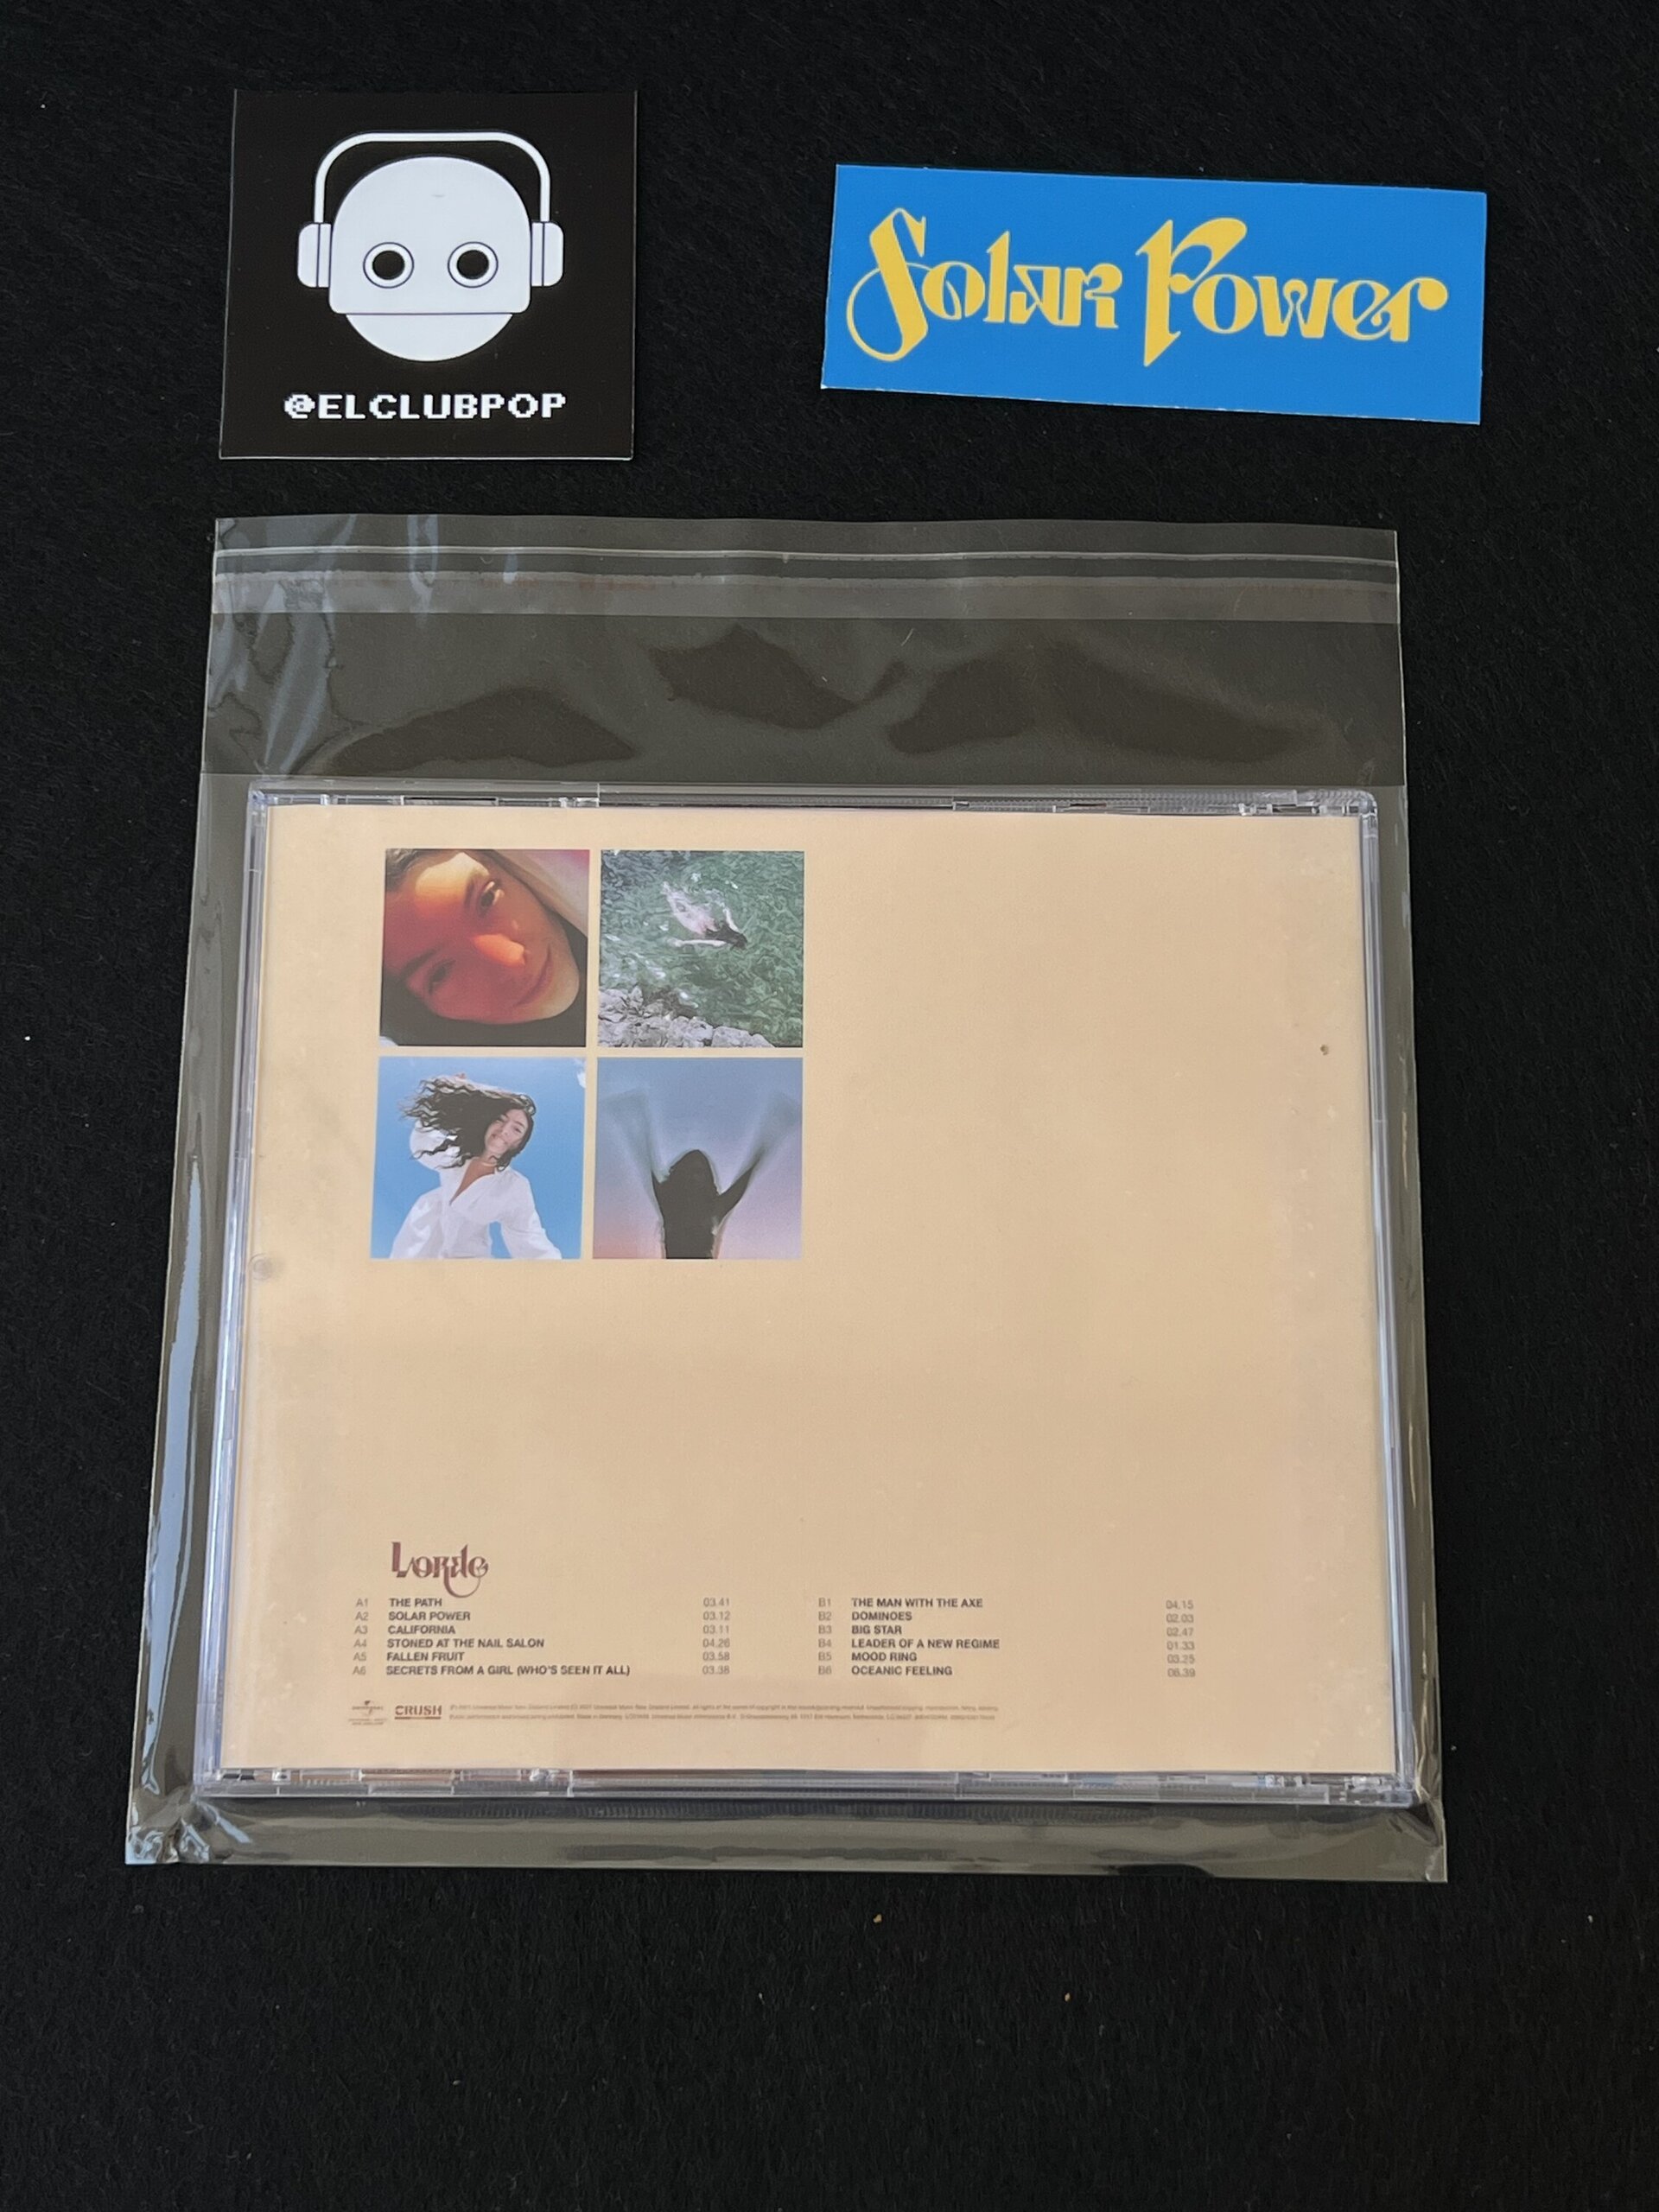 @ELCLUBPOP
Solar Power
Lorde
A1 THE PATH 03.41
A2 SOLAR POWER 03.12
A3 CALIFORNIA 03.11
A4 STONED AT THE NAIL SALON 04.26
A5 FALLEN FRUIT 03.58
A6 SECRETS FROM A GIRL (WHO'S SEEN IT ALL) 03.38
B1 THE MAN WITH THE AXE 04.15
B2 DOMINOES 02.03
B3 BIG STAR 02.47
B4 LEADER OF A NEW REGIME 01.33
B5 MOOD RING 03.25
B6 OCEANIC FEELING 06.39
CRUSH